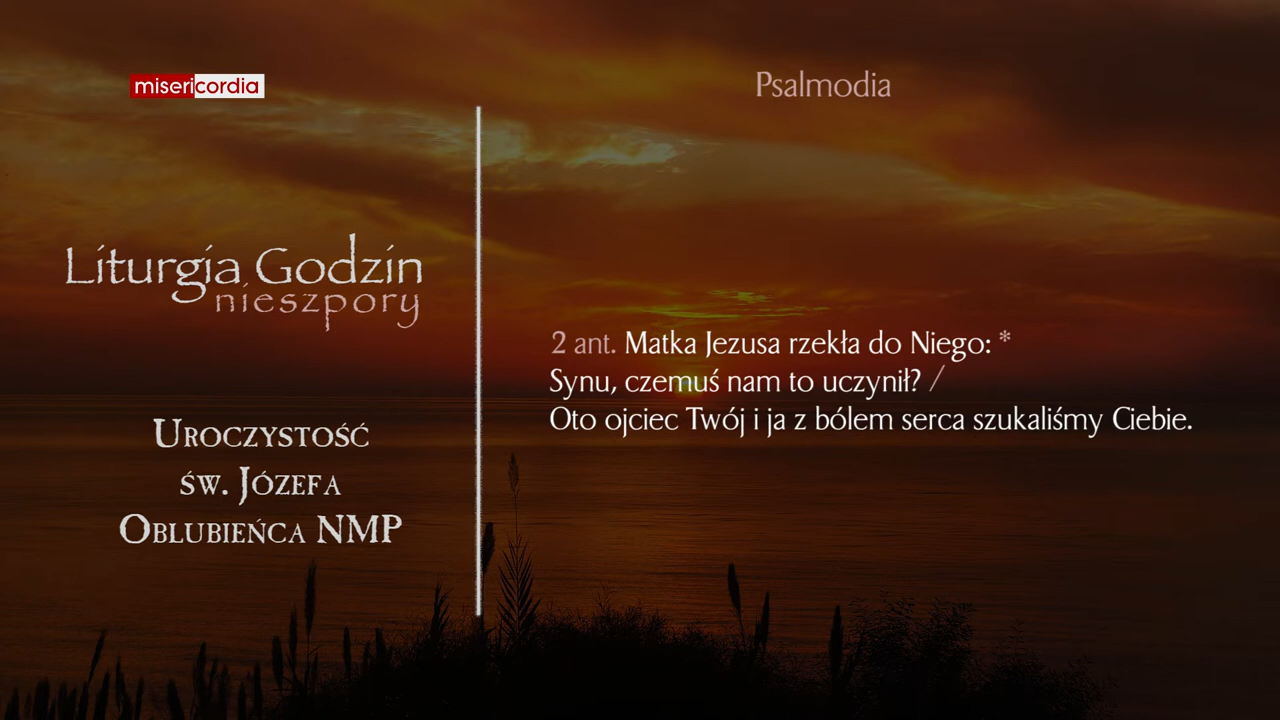 misericordia
Psalmodia
Liturgia Godzin
nieszpory
Uroczystość
św. Józefa
Oblubieńca NMP
2 ant. Matka Jezusa rzekła do Niego: *
Synu, czemuś nam to uczynił? /
Oto ojciec Twój i ja z bólem serca szukaliśmy Ciebie.